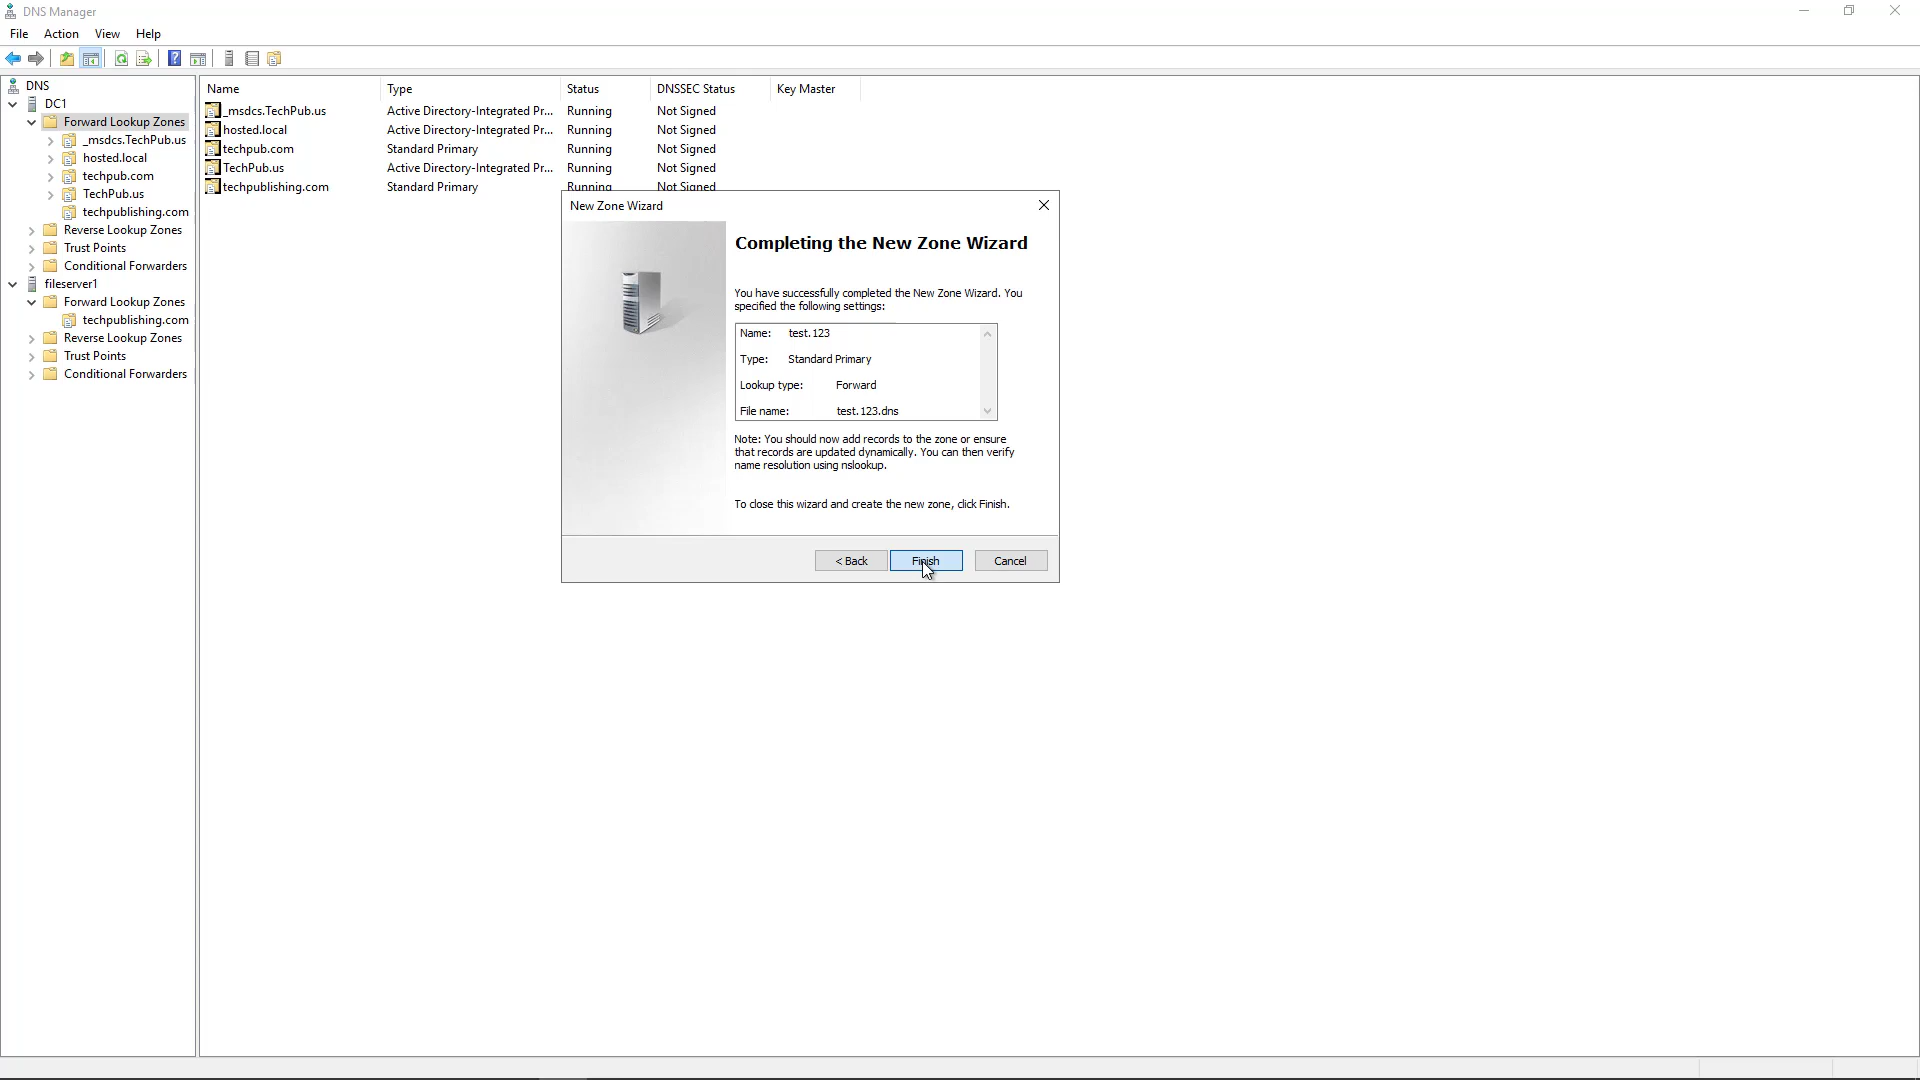 DNS Manager
File Action View Help
DNS
DC1
Forward Lookup Zones
_msdcs.TechPub.us
hosted.local
techpub.com
TechPub.us
techpublishing.com
Reverse Lookup Zones
Trust Points
Conditional Forwarders
fileserver1
Forward Lookup Zones
techpublishing.com
Reverse Lookup Zones
Trust Points
Conditional Forwarders
Name Type Status DNSSEC Status Key Master
_msdcs.TechPub.us Active Directory-Integrated Pr... Running Not Signed
hosted.local Active Directory-Integrated Pr... Running Not Signed
techpub.com Standard Primary Running Not Signed
TechPub.us Active Directory-Integrated Pr... Running Not Signed
techpublishing.com Standard Primary Running Not Signed
New Zone Wizard
Completing the New Zone Wizard
You have successfully completed the New Zone Wizard. You
specified the following settings:
Name: test.123
Type: Standard Primary
Lookup type: Forward
File name: test.123.dns
Note: You should now add records to the zone or ensure
that records are updated dynamically. You can then verify
name resolution using nslookup.
To close this wizard and create the new zone, click Finish.
< Back Finish Cancel